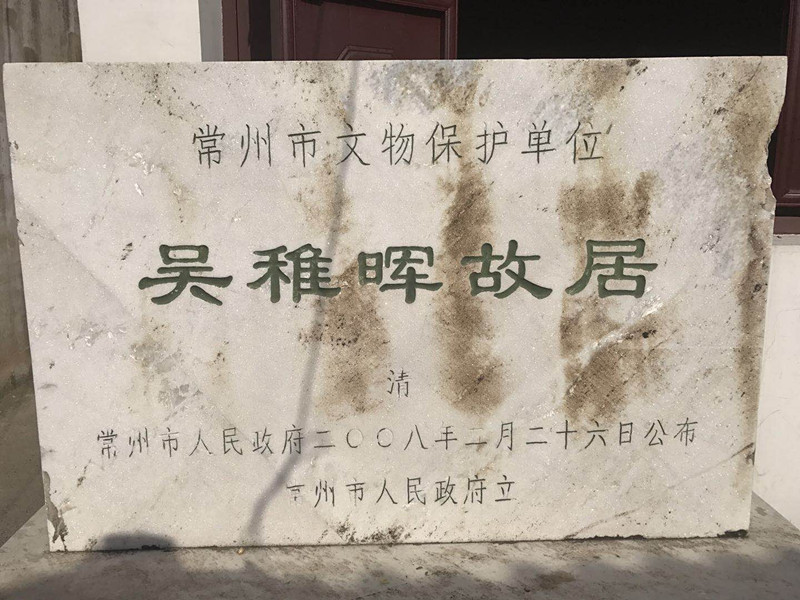 常州市文物保护单位
吴稚晖故居
清
常州市人民政府二〇〇八年二月二十六日公布
常州市人民政府立